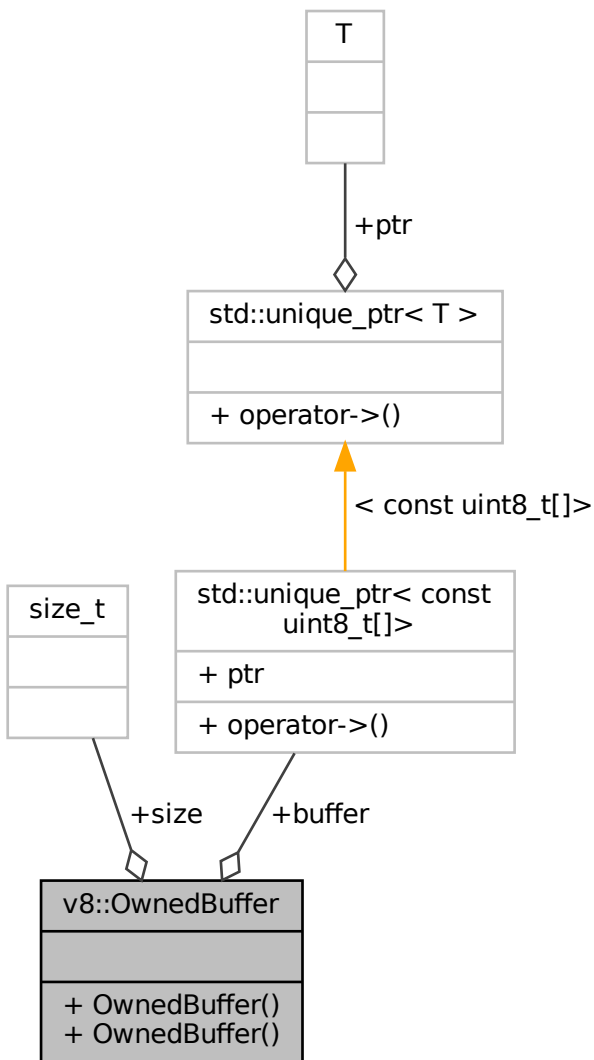 T
+ptr
std::unique_ptr< T >
+ operator->()
< const uint8_t[]>
size_t
std::unique_ptr< const
uint8_t[]>
+ ptr
+ operator->()
+size
+buffer
v8::OwnedBuffer
+ OwnedBuffer()
+ OwnedBuffer()